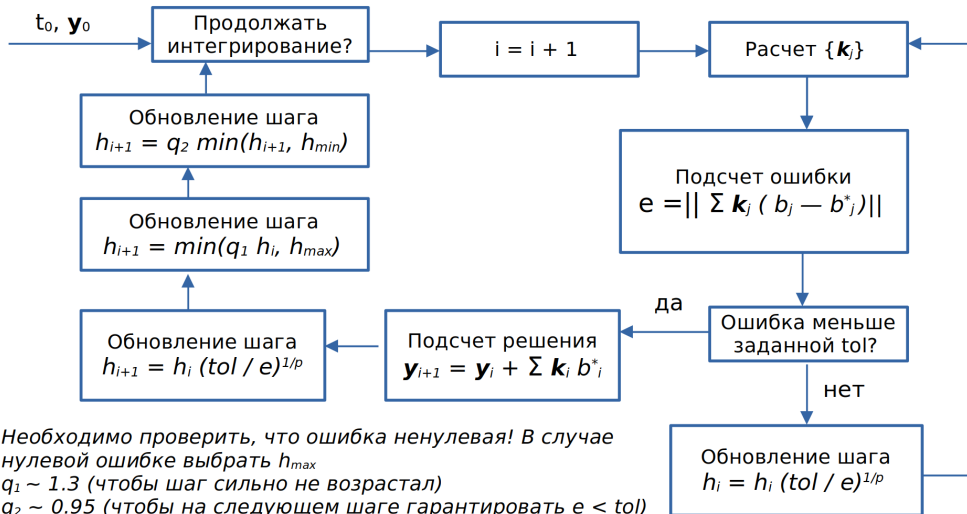 t₀, y₀
Продолжать
интегрирование?
i = i + 1
Расчет {kⱼ}
Обновление шага
hᵢ₊₁ = q₂ min(hᵢ₊₁, hₘᵢₙ)
Подсчет ошибки
e =|| Σ kⱼ ( bⱼ — b*ⱼ)||
Обновление шага
hᵢ₊₁ = min(q₁ hᵢ, hₘₐₓ)
да
Ошибка меньше
заданной tol?
Подсчет решения
yᵢ₊₁ = yᵢ + Σ kᵢ b*ᵢ
Обновление шага
hᵢ₊₁ = hᵢ (tol / e)¹ᐟᵖ
нет
Обновление шага
hᵢ = hᵢ (tol / e)¹ᐟᵖ
Необходимо проверить, что ошибка ненулевая! В случае
нулевой ошибке выбрать hₘₐₓ
q₁ ~ 1.3 (чтобы шаг сильно не возрастал)
q₂ ~ 0.95 (чтобы на следующем шаге гарантировать e < tol)